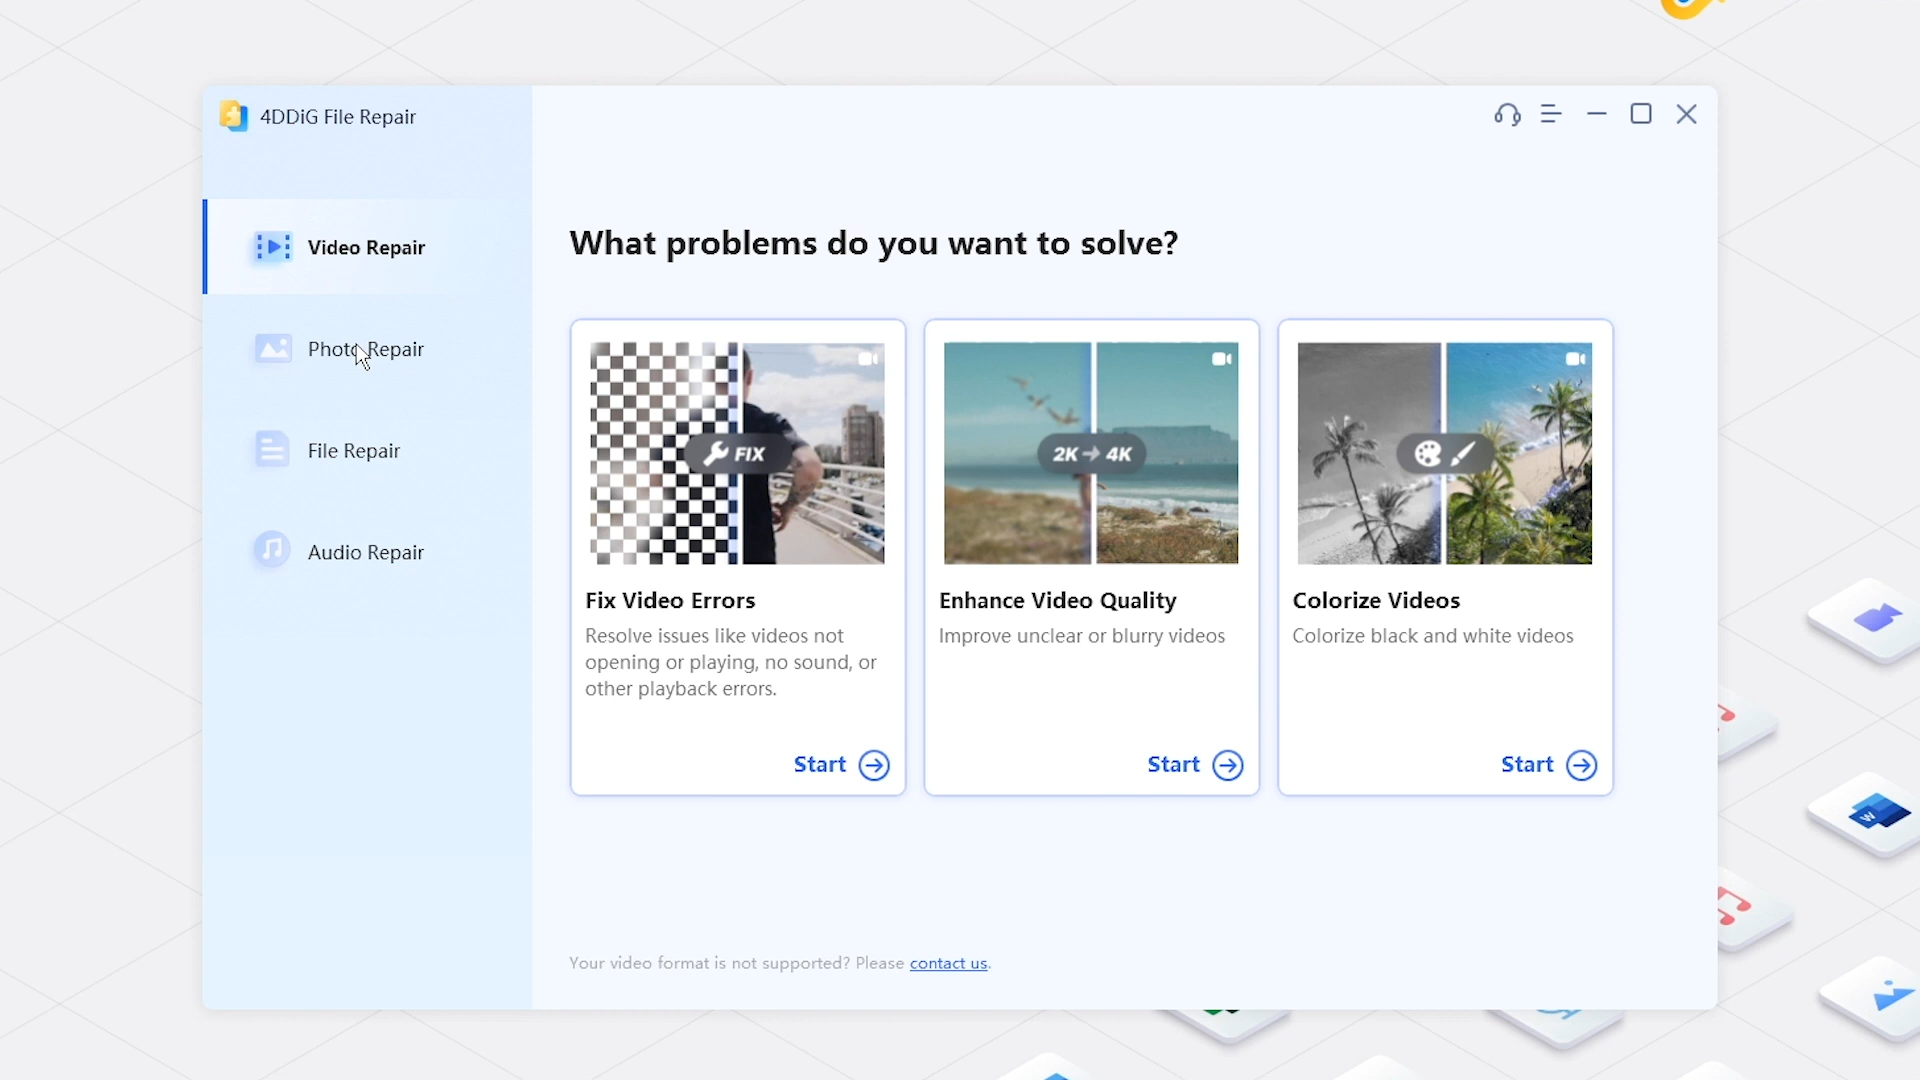 4DDiG File Repair
Video Repair
Photo Repair
File Repair
Audio Repair
What problems do you want to solve?
FIX
Fix Video Errors
Resolve issues like videos not
opening or playing, no sound, or
other playback errors.
Start
2K → 4K
Enhance Video Quality
Improve unclear or blurry videos
Start
Colorize Videos
Colorize black and white videos
Start
Your video format is not supported? Please contact us.
W